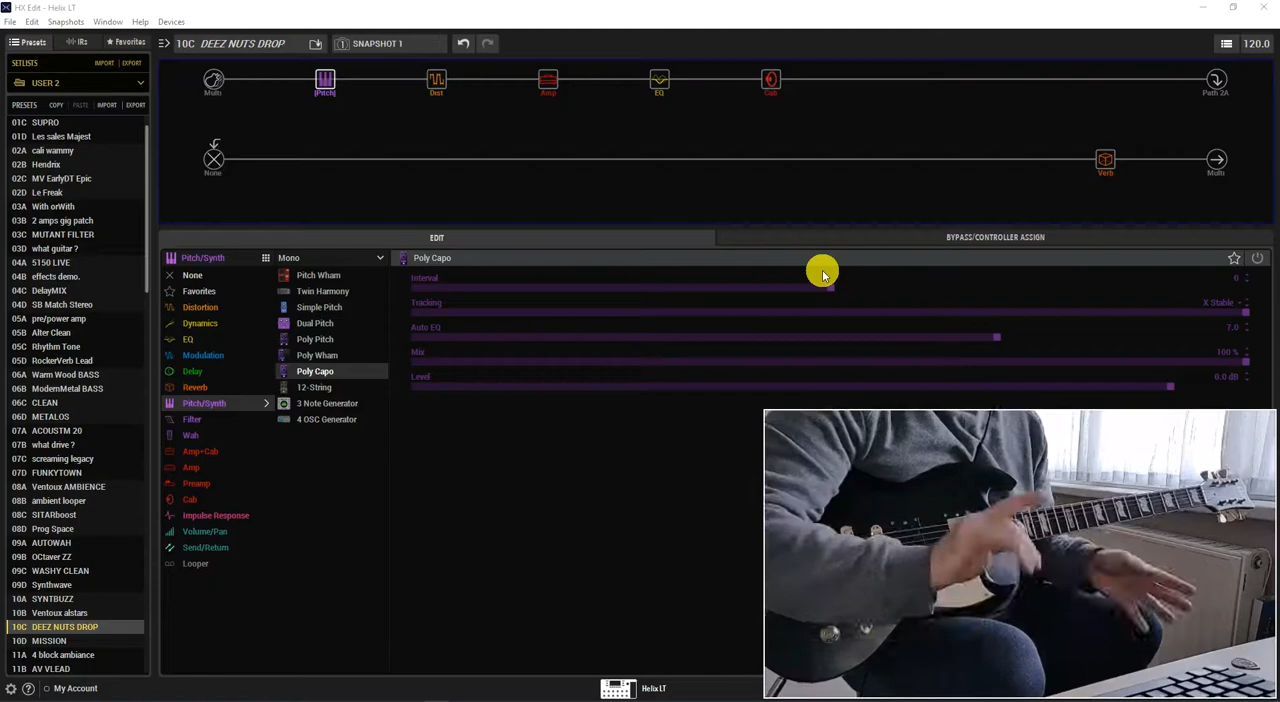 HX Edit - Helix LT
File Edit Snapshots Window Help Devices
Presets IRs Favorites 10C DEEZ NUTS DROP 1 SNAPSHOT 1 120.0
SETLISTS IMPORT EXPORT
USER 2
PRESETS COPY PASTE IMPORT EXPORT
01C SUPRO
01D Les sales Majest
02A cali wammy
02B Hendrix
02C MV EarlyDT Epic
02D Le Freak
03A With orWith
03B 2 amps gig patch
03C MUTANT FILTER
03D what guitar ?
04A 5150 LIVE
04B effects demo.
04C DelayMIX
04D SB Match Stereo
05A pre/power amp
05B Alter Clean
05C Rhythm Tone
05D RockerVerb Lead
06A Warm Wood BASS
06B ModernMetal BASS
06C CLEAN
06D METALOS
07A ACOUSTM 20
07B what drive ?
07C screaming legacy
07D FUNKYTOWN
08A Ventoux AMBIENCE
08B ambient looper
08C SITARboost
08D Prog Space
09A AUTOWAH
09B OCtaver ZZ
09C WASHY CLEAN
09D Synthwave
10A SYNTBUZZ
10B Ventoux alstars
10C DEEZ NUTS DROP
10D MISSION
11A 4 block ambiance
11B AV VLEAD
My Account
Multi |Pitch| Dist Amp EQ Cab Path 2A
None Verb Multi
EDIT BYPASS/CONTROLLER ASSIGN
Pitch/Synth Mono
None
Favorites
Distortion
Dynamics
EQ
Modulation
Delay
Reverb
Pitch/Synth
Filter
Wah
Amp+Cab
Amp
Preamp
Cab
Impulse Response
Volume/Pan
Send/Return
Looper
Pitch Wham
Twin Harmony
Simple Pitch
Dual Pitch
Poly Pitch
Poly Wham
Poly Capo
12-String
3 Note Generator
4 OSC Generator
Poly Capo
Interval 0
Tracking X Stable
Auto EQ 7.0
Mix 100 %
Level 0.0 dB
Helix LT